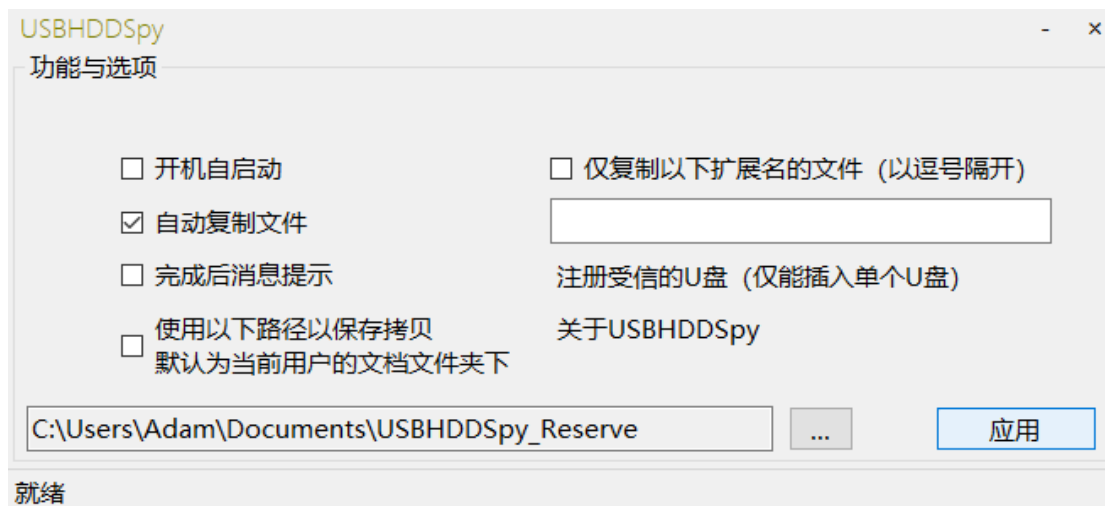 USBHDDSpy
功能与选项
开机自启动
仅复制以下扩展名的文件（以逗号隔开）
自动复制文件
完成后消息提示
注册受信的U盘（仅能插入单个U盘）
使用以下路径以保存拷贝
默认为当前用户的文档文件夹下
关于USBHDDSpy
C:\Users\Adam\Documents\USBHDDSpy_Reserve
...
应用
就绪